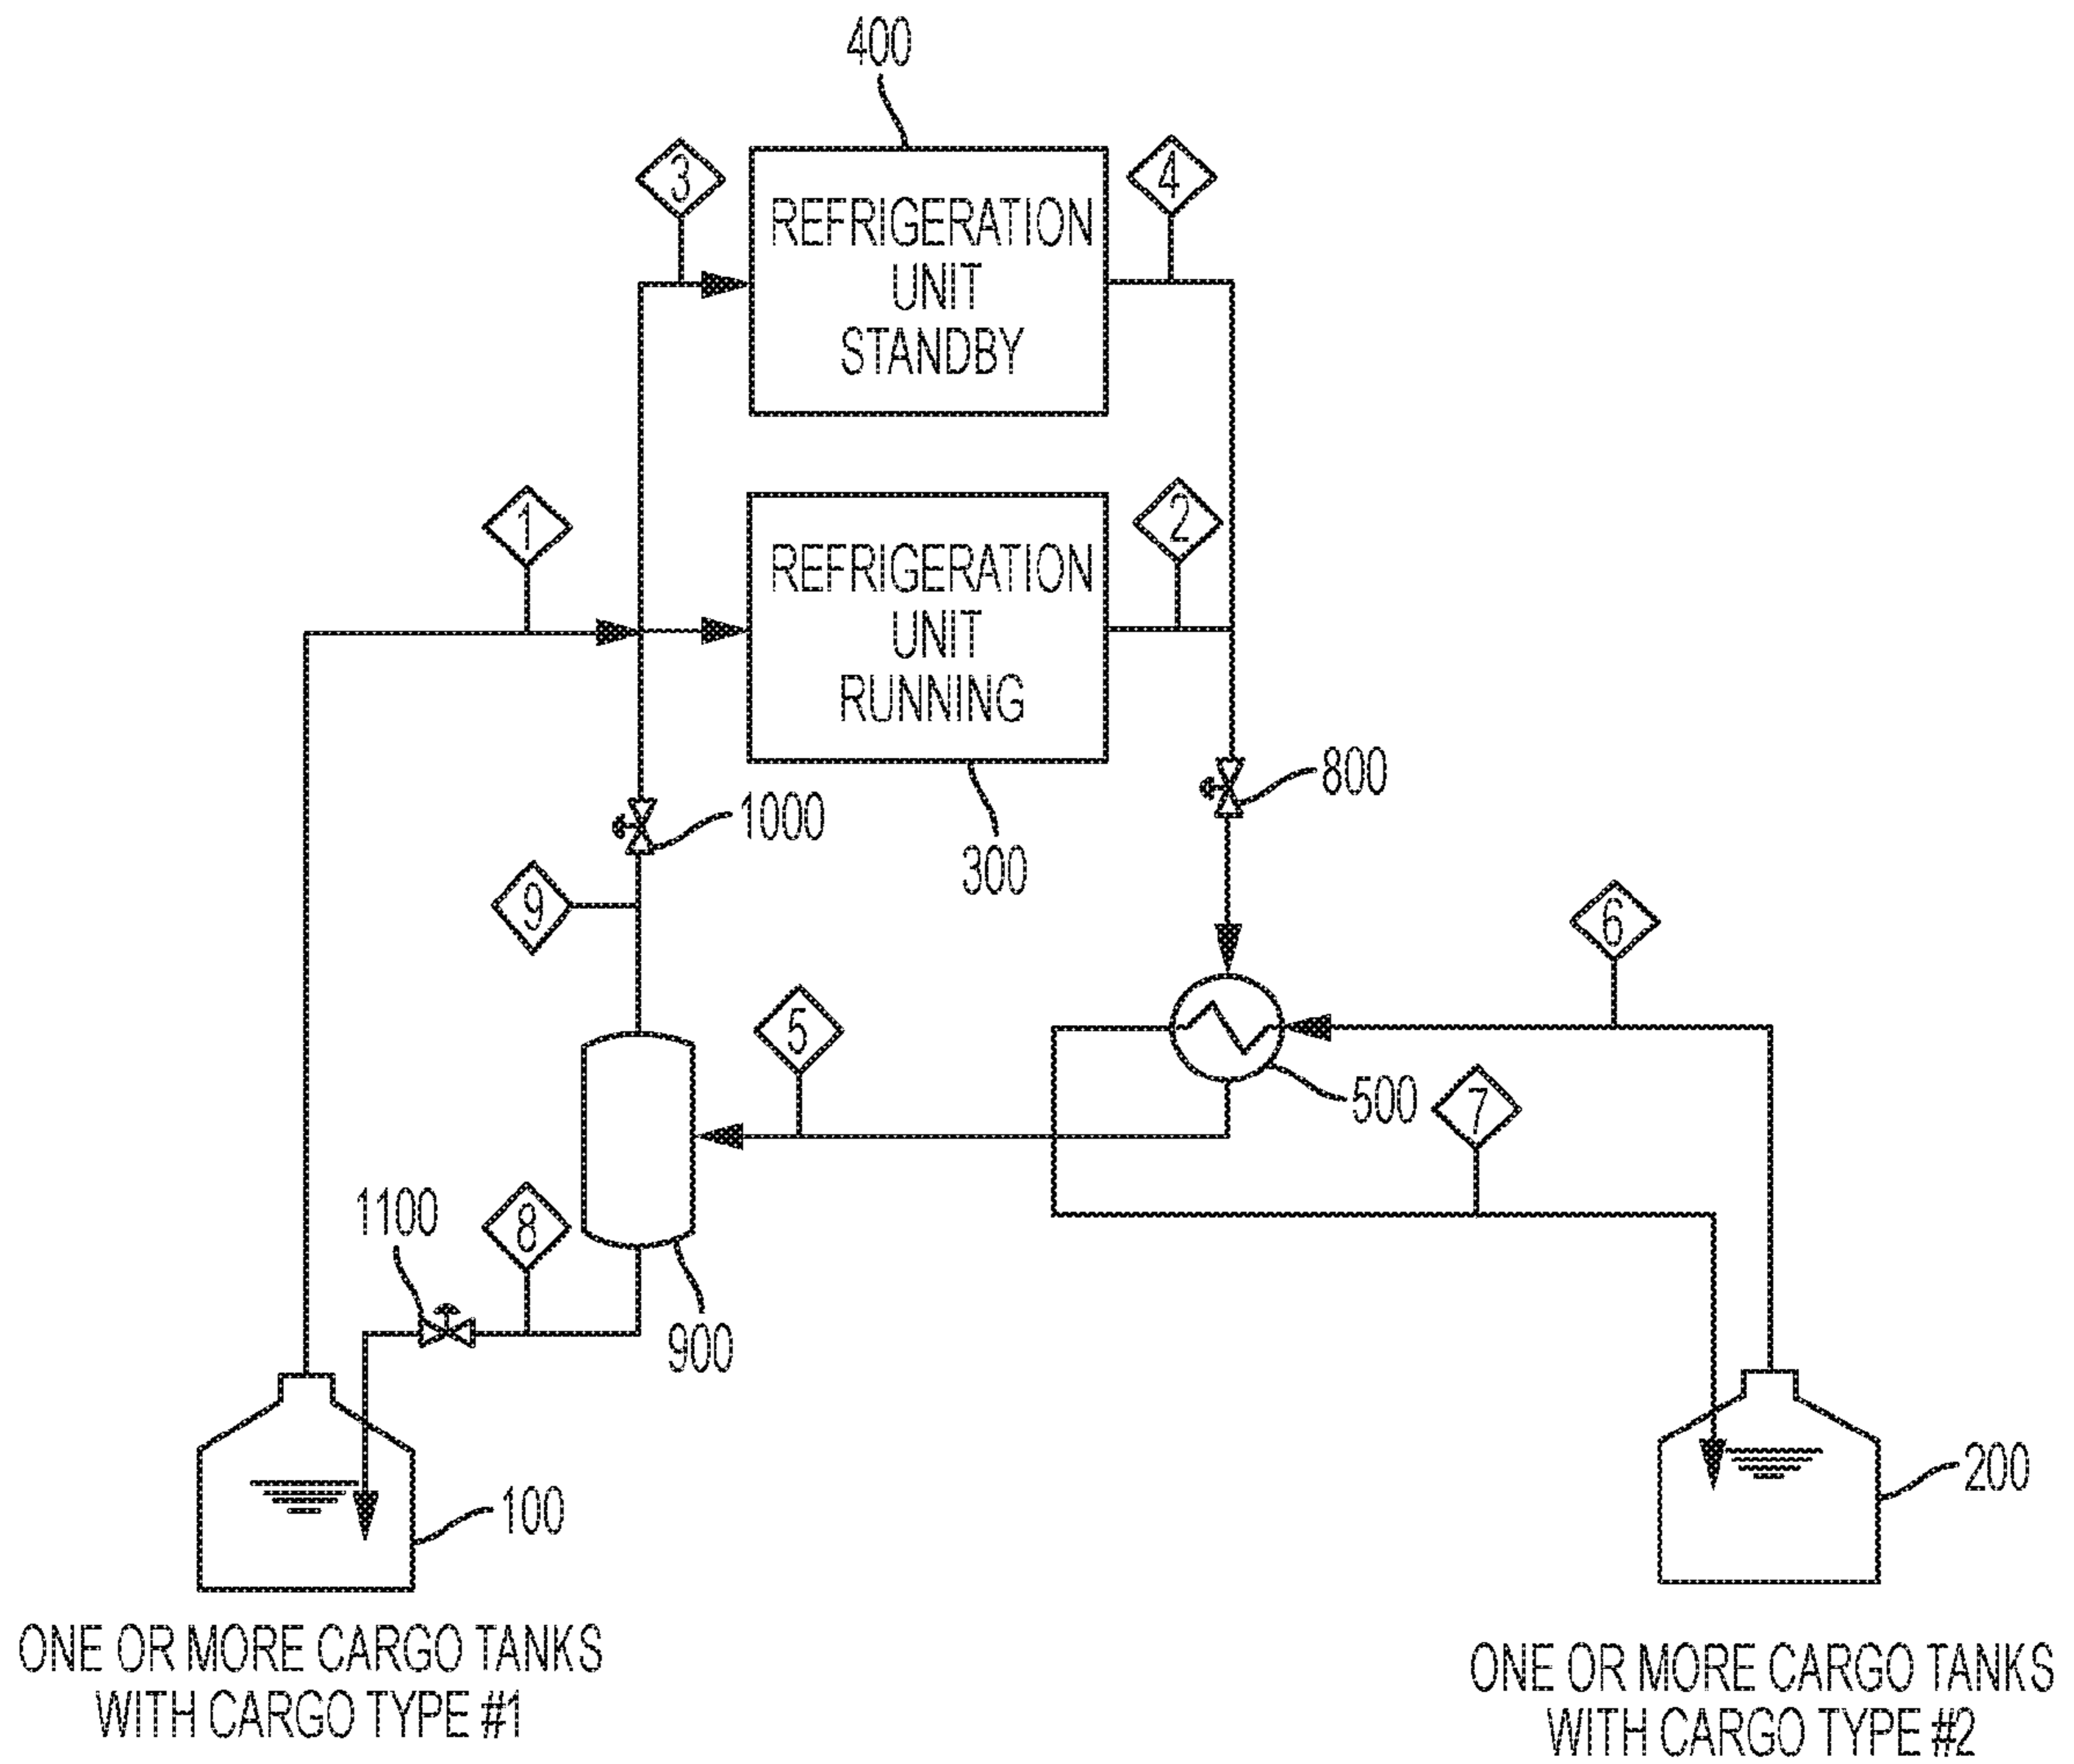 400
3
4
REFRIGERATION
UNIT
STANDBY
1
2
REFRIGERATION
UNIT
RUNNING
800
1000
300
9
6
5
500
7
1100
8
900
200
100
ONE OR MORE CARGO TANKS
WITH CARGO TYPE #1
ONE OR MORE CARGO TANKS
WITH CARGO TYPE #2